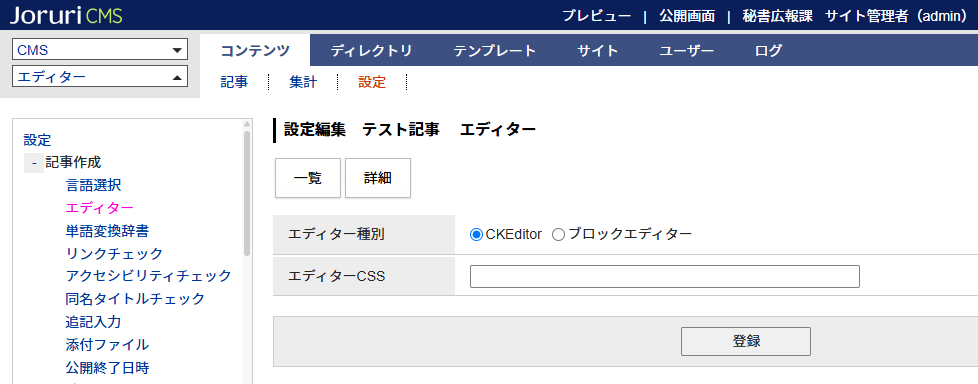 Joruri CMS プレビュー | 公開画面 | 秘書広報課 サイト管理者（admin）
CMS
エディター
コンテンツ ディレクトリ テンプレート サイト ユーザー ログ
記事 集計 設定
設定
- 記事作成
言語選択
エディター
単語変換辞書
リンクチェック
アクセシビリティチェック
同名タイトルチェック
追記入力
添付ファイル
公開終了日時
設定編集 テスト記事 エディター
一覧 詳細
エディター種別 CKEditor ブロックエディター
エディターCSS
登録